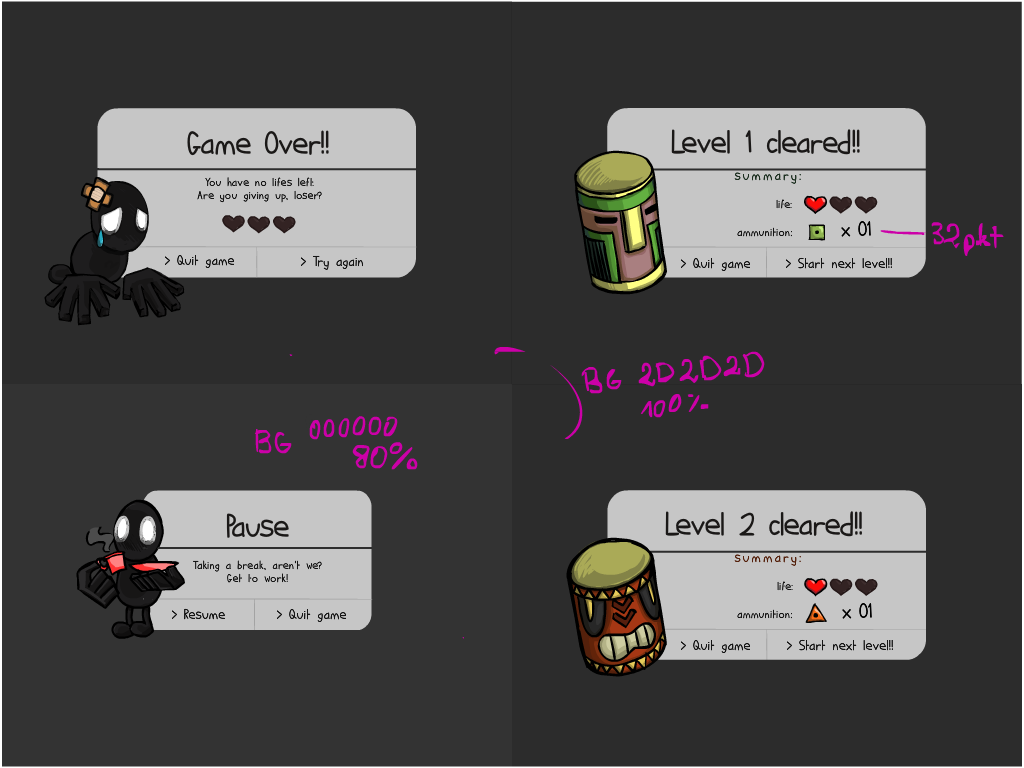 Game Over!!
You have no lifes left.
Are you giving up, loser?
> Quit game
> Try again
Level 1 cleared!!
Summary:
life:
ammunition: x 01
32pkt
> Quit game
> Start next level!!!
BG 2D2D2D
100%
BG 000000
80%
Pause
Taking a break, aren't we?
Get to work!
> Resume
> Quit game
Level 2 cleared!!
Summary:
life:
ammunition: x 01
> Quit game
> Start next level!!!